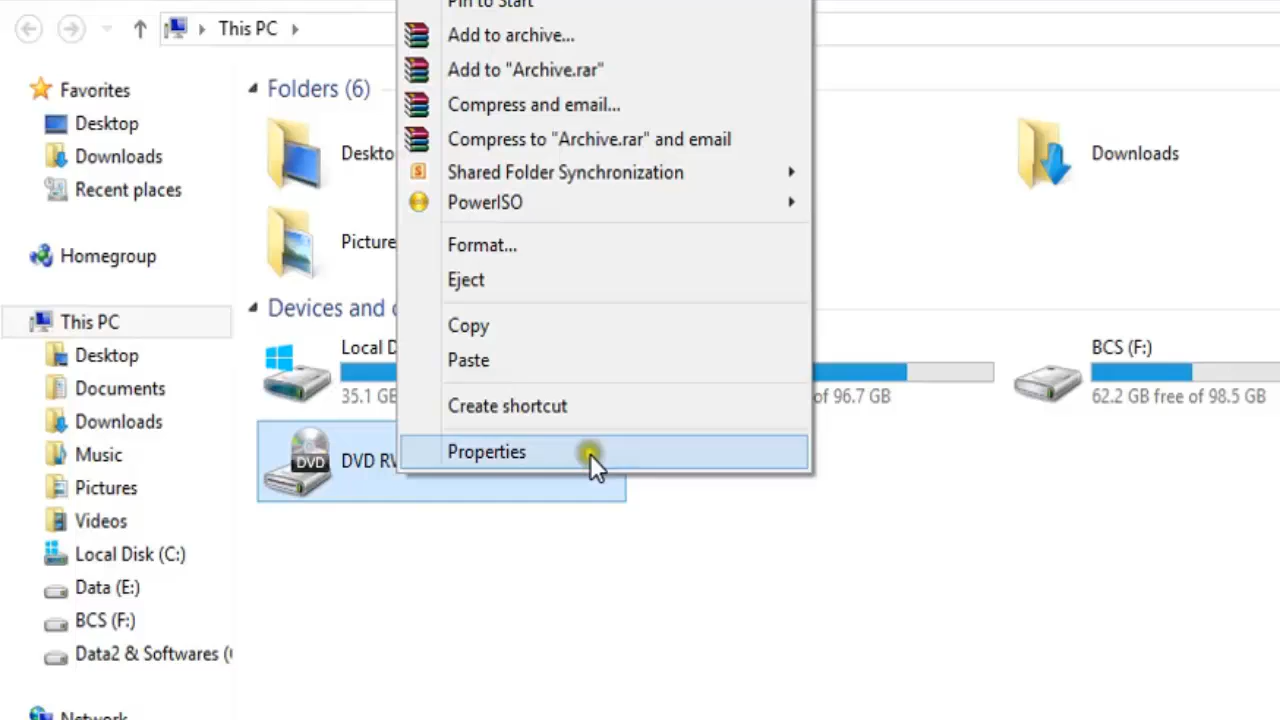 This PC
Favorites
Desktop
Downloads
Recent places
Homegroup
This PC
Desktop
Documents
Downloads
Music
Pictures
Videos
Local Disk (C:)
Data (E:)
BCS (F:)
Data2 & Softwares (
Network
Folders (6)
Deskto
Downloads
Picture
Devices and
Local D
35.1 GB
of 96.7 GB
BCS (F:)
62.2 GB free of 98.5 GB
DVD
DVD RW
Pin to Start
Add to archive...
Add to "Archive.rar"
Compress and email...
Compress to "Archive.rar" and email
S
Shared Folder Synchronization
PowerISO
Format...
Eject
Copy
Paste
Create shortcut
Properties